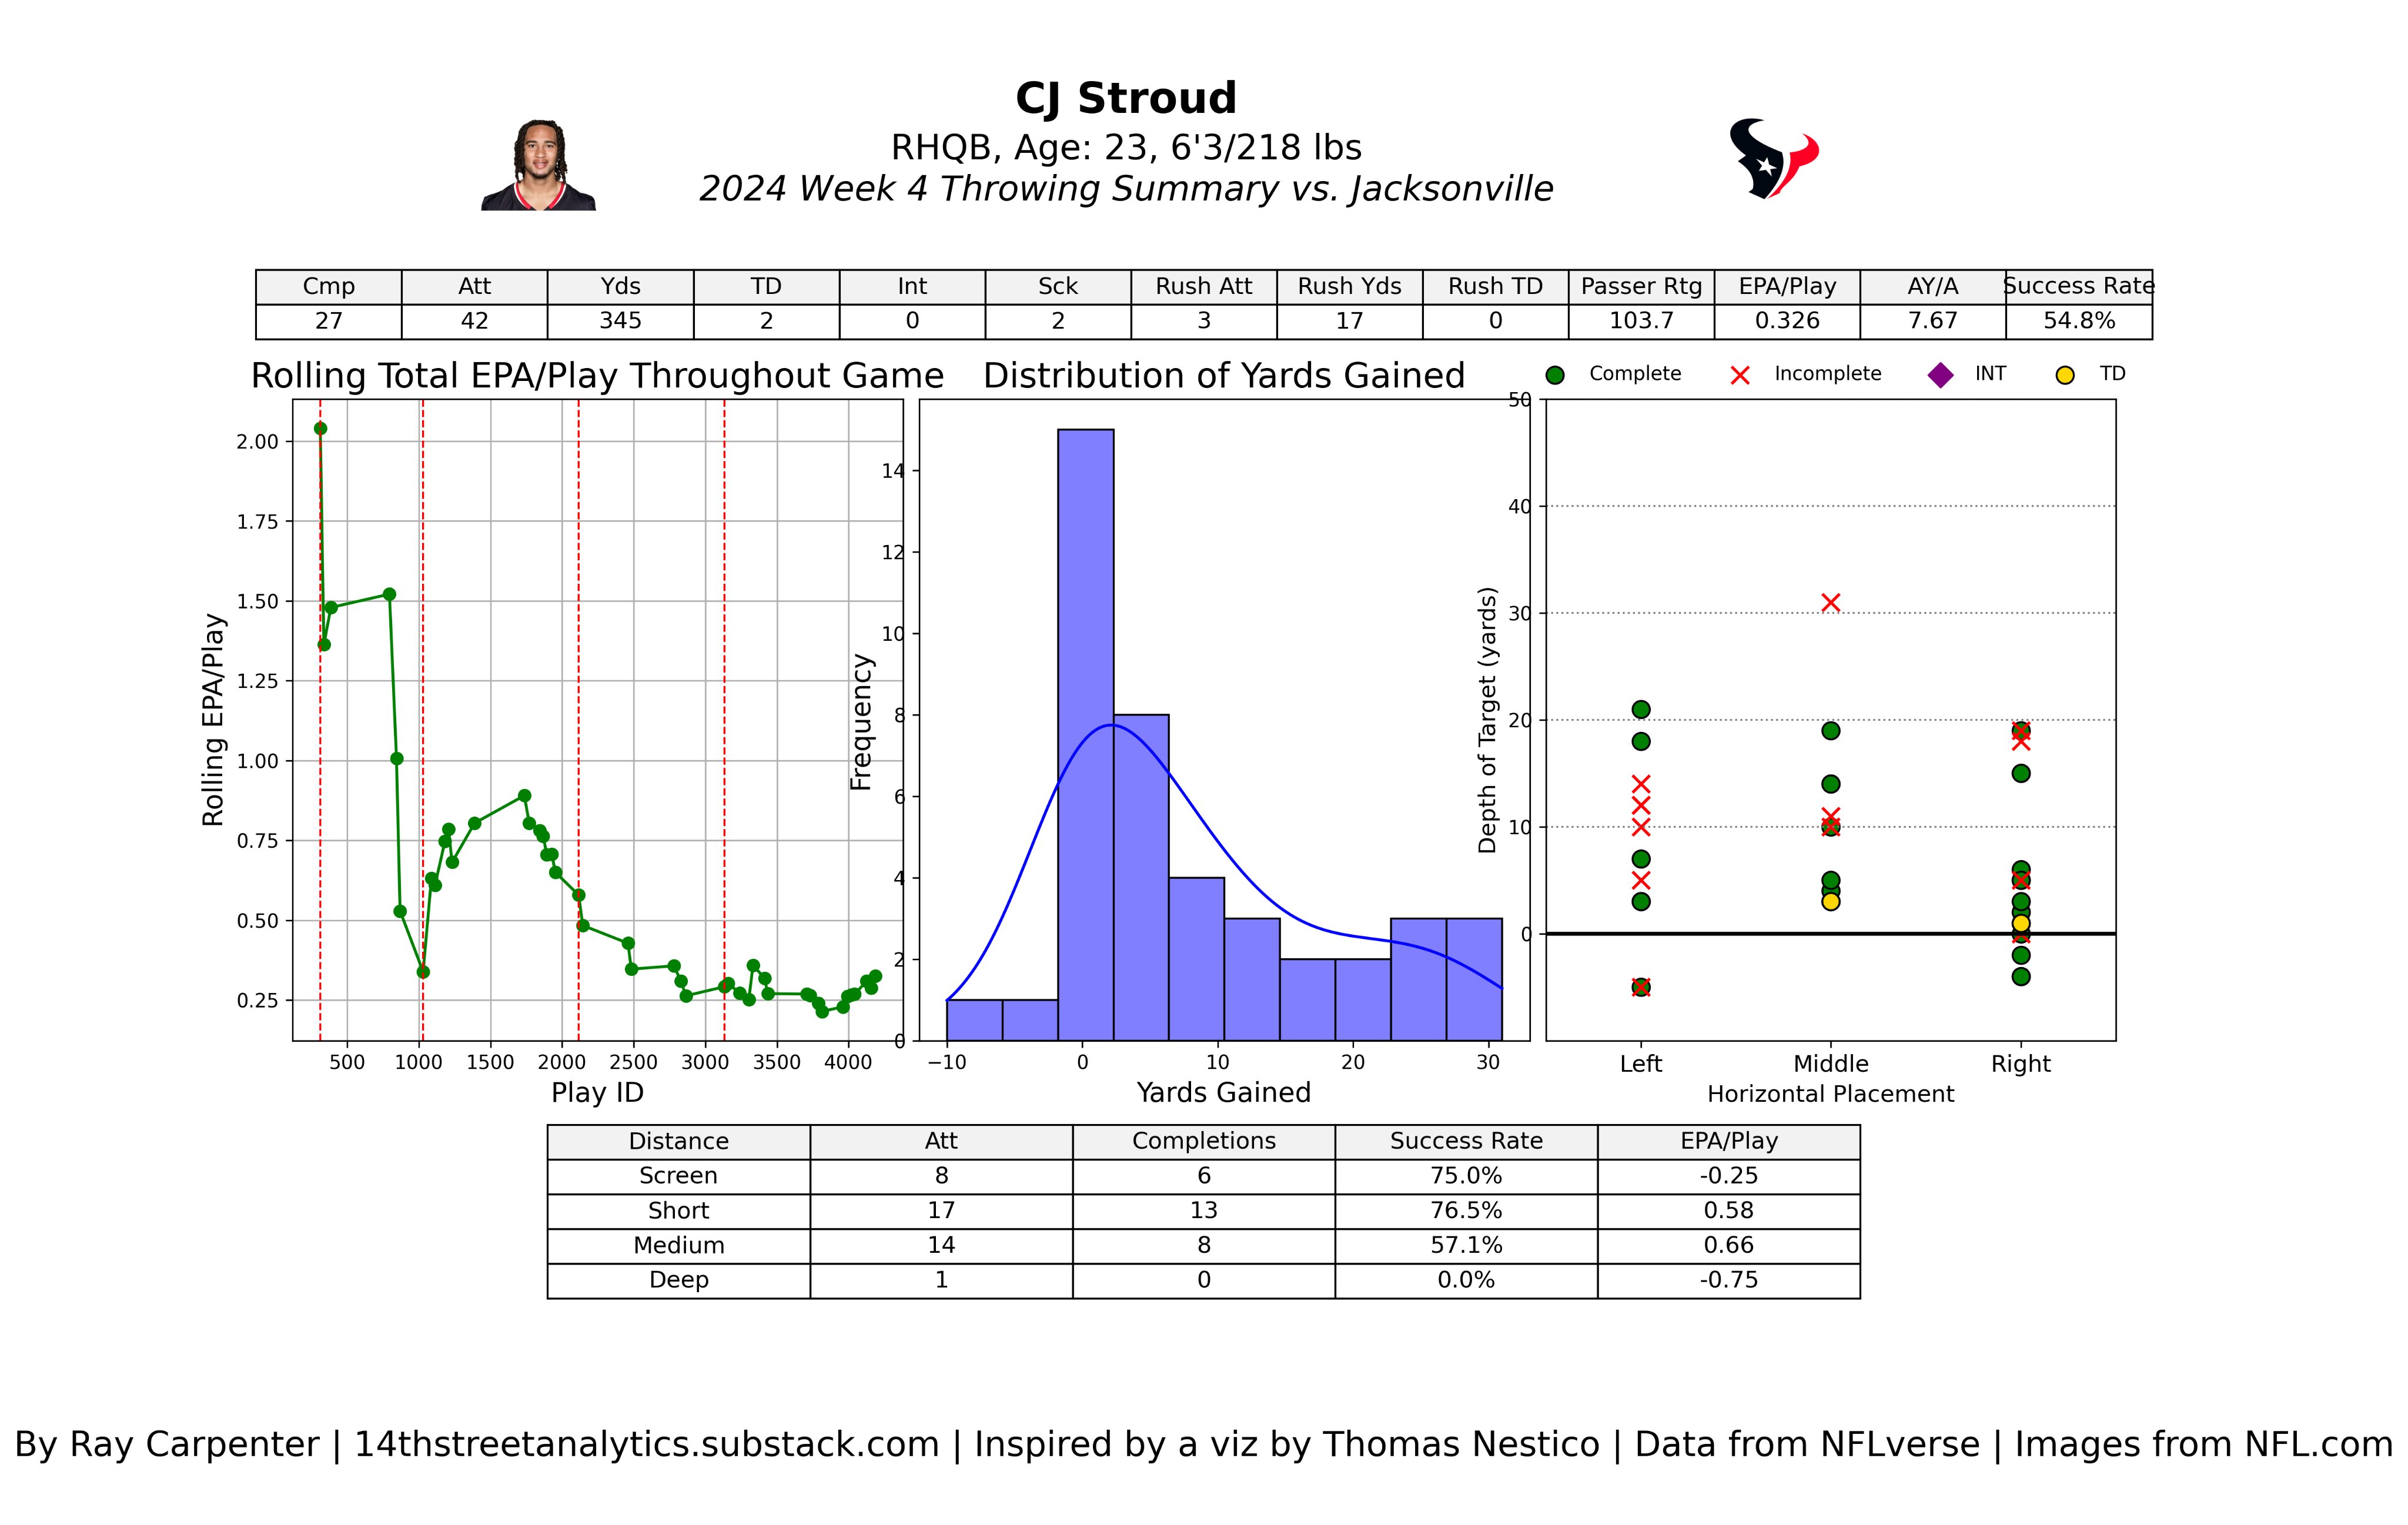 CJ Stroud
RHQB, Age: 23, 6'3/218 lbs
2024 Week 4 Throwing Summary vs. Jacksonville
Cmp Att Yds TD Int Sck Rush Att Rush Yds Rush TD Passer Rtg EPA/Play AY/A Success Rate
27 42 345 2 0 2 3 17 0 103.7 0.326 7.67 54.8%
Rolling Total EPA/Play Throughout Game
2.00
1.75
1.50
1.25
1.00
0.75
0.50
0.25
Rolling EPA/Play
500 1000 1500 2000 2500 3000 3500 4000
Play ID
Distribution of Yards Gained
14
12
10
8
6
4
2
0
Frequency
−10 0 10 20 30
Yards Gained
Complete Incomplete INT TD
50
40
30
20
10
0
Depth of Target (yards)
Left Middle Right
Horizontal Placement
Distance Att Completions Success Rate EPA/Play
Screen 8 6 75.0% -0.25
Short 17 13 76.5% 0.58
Medium 14 8 57.1% 0.66
Deep 1 0 0.0% -0.75
By Ray Carpenter | 14thstreetanalytics.substack.com | Inspired by a viz by Thomas Nestico | Data from NFLverse | Images from NFL.com